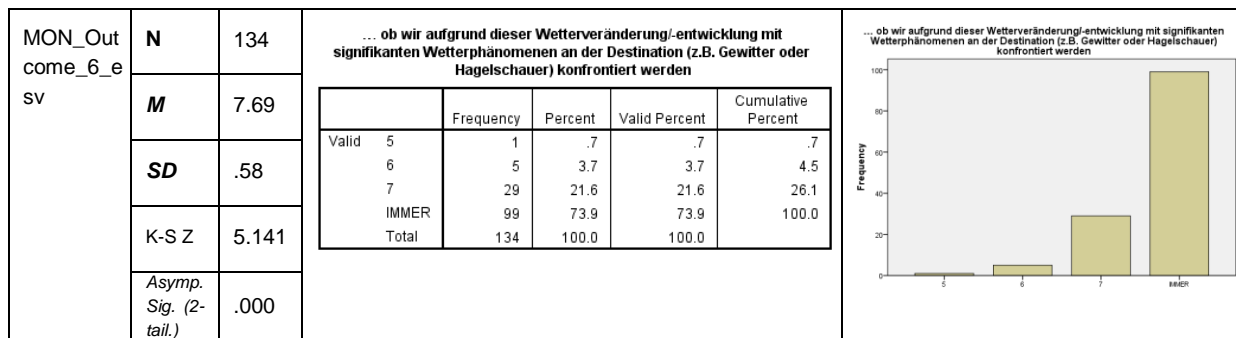 MON_Out
come_6_e
sv
N 134
M 7.69
SD .58
K-S Z 5.141
Asymp.
Sig. (2-
tail.)
.000
… ob wir aufgrund dieser Wetterveränderung/-entwicklung mit
signifikanten Wetterphänomenen an der Destination (z.B. Gewitter oder
Hagelschauer) konfrontiert werden
Frequency Percent Valid Percent Cumulative
Percent
Valid 5 1 .7 .7 .7
6 5 3.7 3.7 4.5
7 29 21.6 21.6 26.1
IMMER 99 73.9 73.9 100.0
Total 134 100.0 100.0
… ob wir aufgrund dieser Wetterveränderung/-entwicklung mit signifikanten
Wetterphänomenen an der Destination (z.B. Gewitter oder Hagelschauer)
konfrontiert werden
Frequency
100
80
60
40
20
0
5 6 7 IMMER